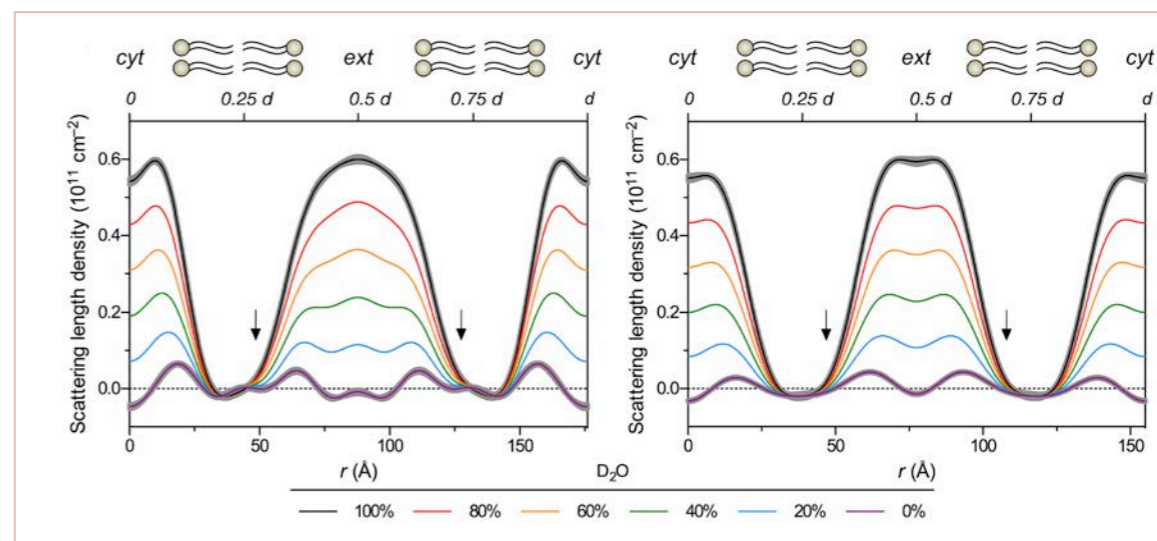 cyt ext cyt cyt ext cyt
0 0.25 d 0.5 d 0.75 d d 0 0.25 d 0.5 d 0.75 d d
Scattering length density (10¹¹ cm⁻²)
0.6
0.4
0.2
0.0
0 50 100 150
r (Å)
Scattering length density (10¹¹ cm⁻²)
0.6
0.4
0.2
0.0
0 50 100 150
r (Å)
D₂O
100% 80% 60% 40% 20% 0%